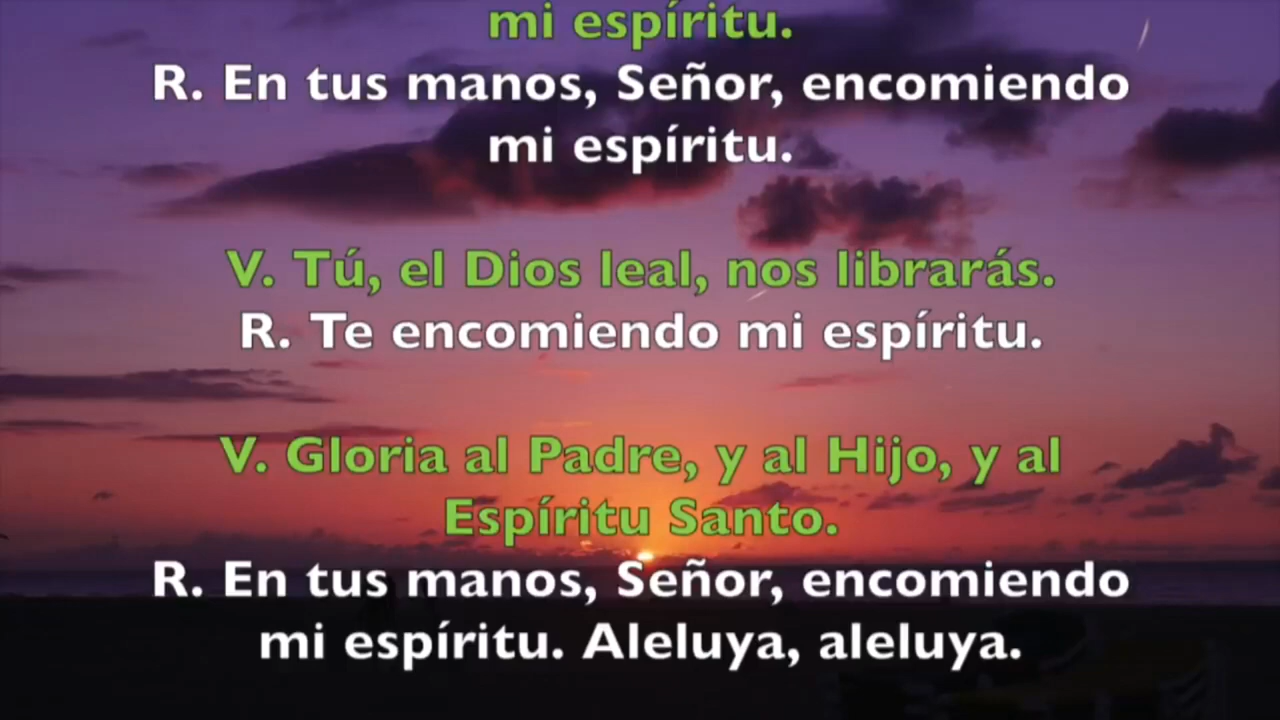 mi espíritu.
R. En tus manos, Señor, encomiendo
mi espíritu.
V. Tú, el Dios leal, nos librarás.
R. Te encomiendo mi espíritu.
V. Gloria al Padre, y al Hijo, y al
Espíritu Santo.
R. En tus manos, Señor, encomiendo
mi espíritu. Aleluya, aleluya.